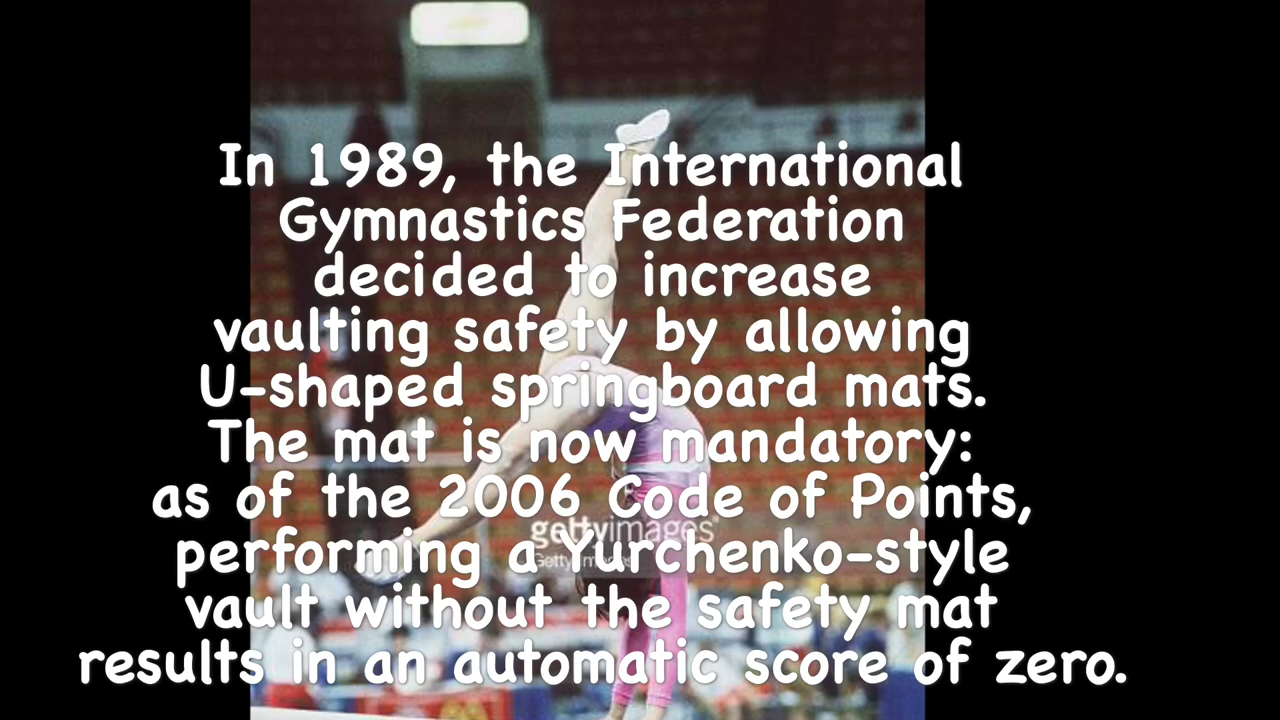 In 1989, the International
Gymnastics Federation
decided to increase
vaulting safety by allowing
U-shaped springboard mats.
The mat is now mandatory:
as of the 2006 Code of Points,
gettyimages
performing a Yurchenko-style
vault without the safety mat
results in an automatic score of zero.